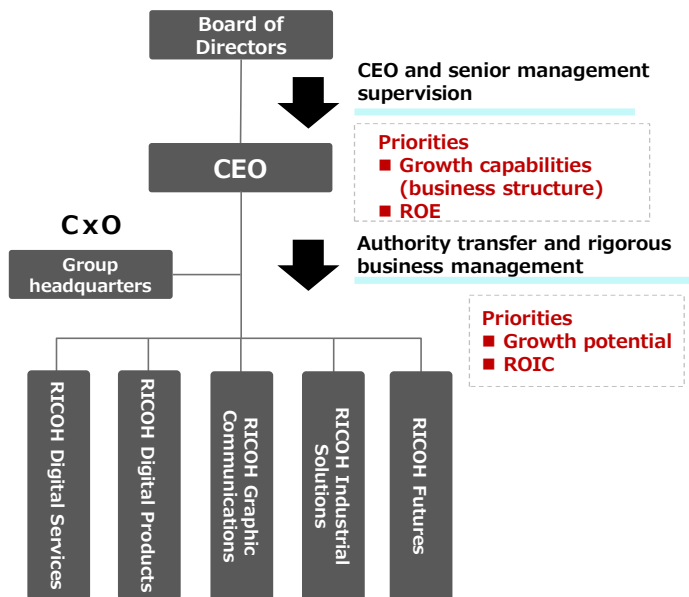 Board of
Directors
CEO and senior management
supervision
CEO
Priorities
■ Growth capabilities
(business structure)
■ ROE
CxO
Group
headquarters
Authority transfer and rigorous
business management
Priorities
■ Growth potential
■ ROIC
RICOH Digital Services
RICOH Digital Products
RICOH Graphic
Communications
RICOH Industrial
Solutions
RICOH Futures